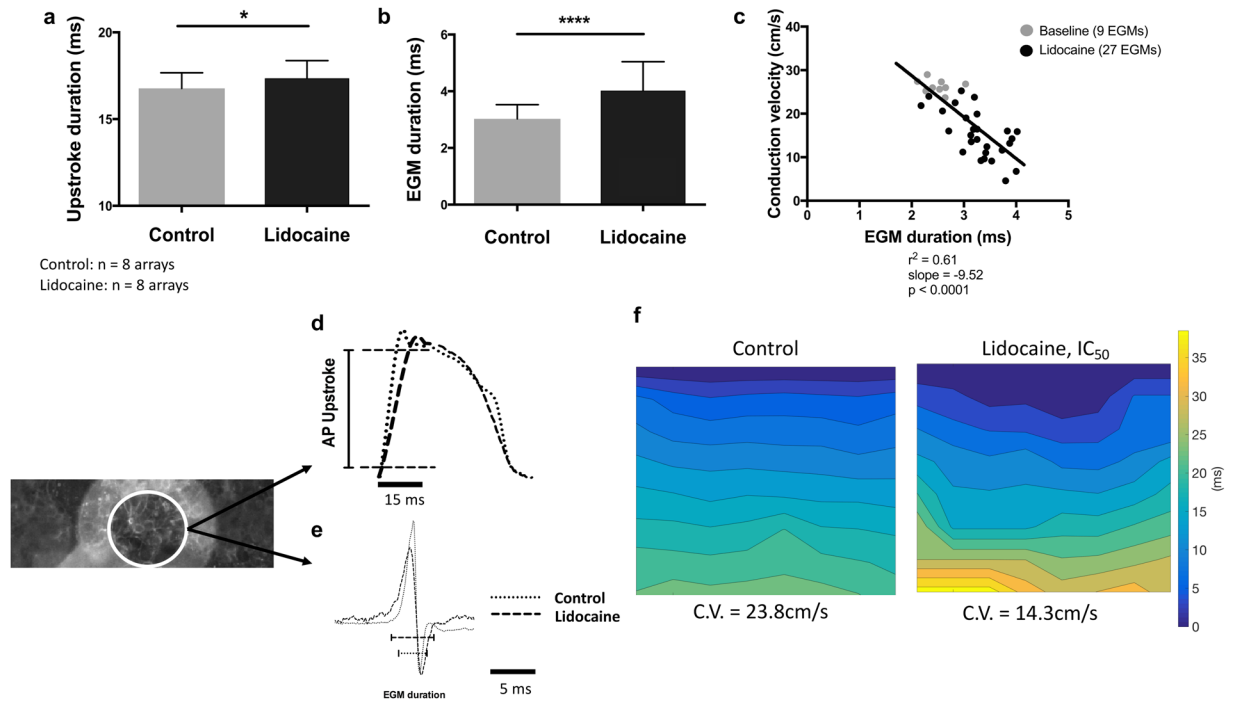 a
Upstroke duration (ms)
20
15
10
*
Control
Lidocaine
Control: n = 8 arrays
Lidocaine: n = 8 arrays
b
EGM duration (ms)
6
4
2
0
****
Control
Lidocaine
c
Conduction velocity (cm/s)
40
30
20
10
0
0 1 2 3 4 5
Baseline (9 EGMs)
Lidocaine (27 EGMs)
EGM duration (ms)
r² = 0.61
slope = -9.52
p < 0.0001
d
AP Upstroke
15 ms
e
EGM duration
Control
Lidocaine
5 ms
f
Control
C.V. = 23.8cm/s
Lidocaine, IC₅₀
C.V. = 14.3cm/s
35
30
25
20
15
10
5
0
(ms)